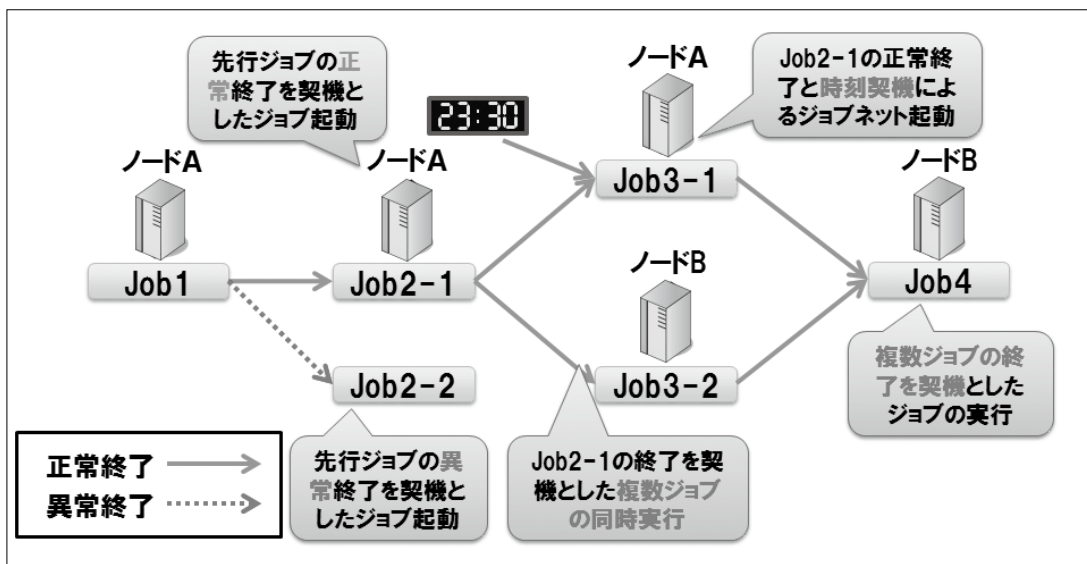 先行ジョブの正
常終了を契機と
したジョブ起動
23:30
ノードA
Job2-1の正常終
了と時刻契機によ
るジョブネット起動
ノードA
ノードA
Job3-1
ノードB
Job1
Job2-1
ノードB
Job4
Job2-2
Job3-2
複数ジョブの終
了を契機とした
ジョブの実行
正常終了
異常終了
先行ジョブの異
常終了を契機と
したジョブ起動
Job2-1の終了を契
機とした複数ジョブ
の同時実行